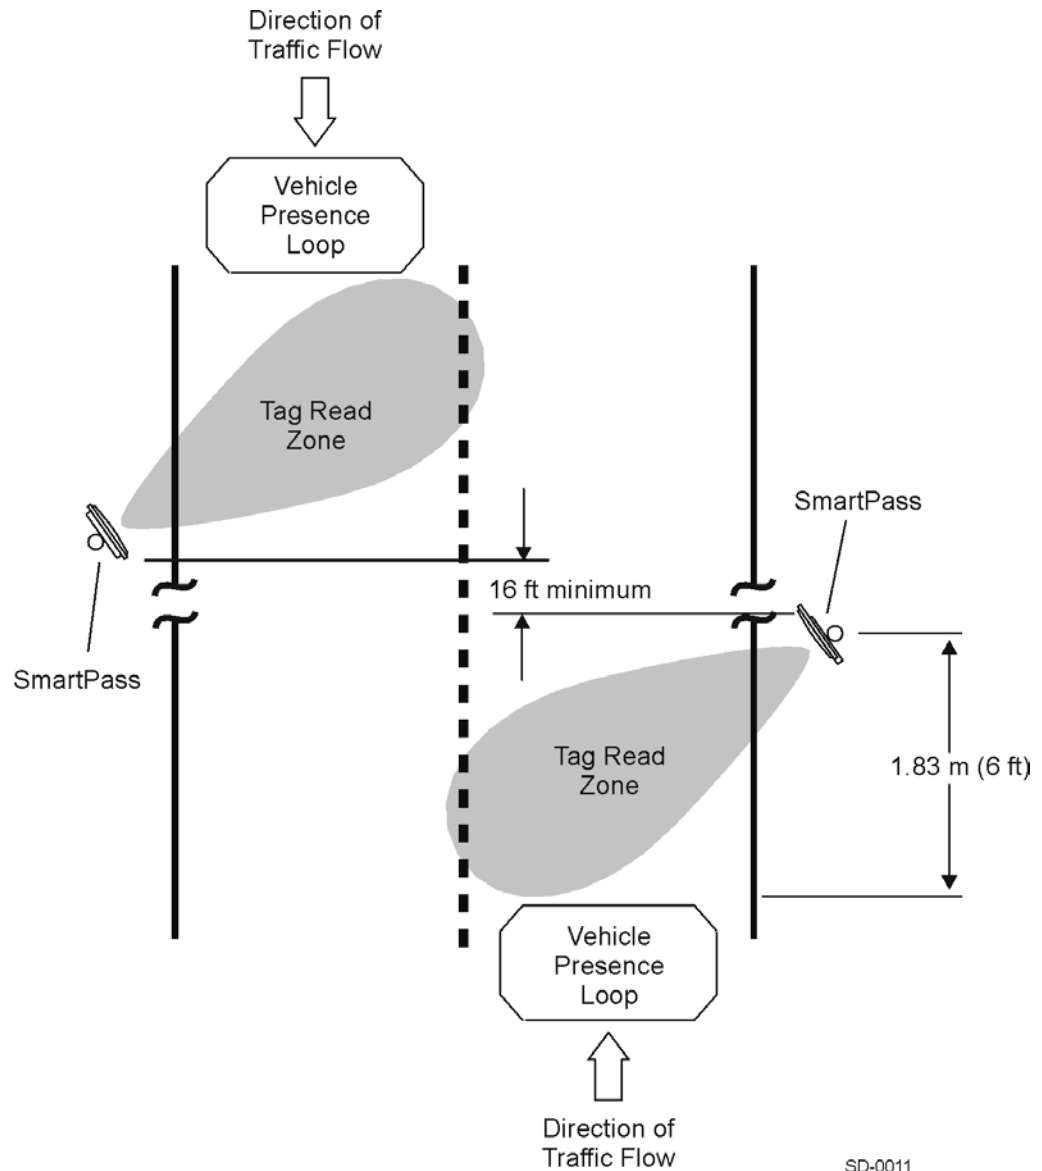 Direction of
Traffic Flow
Vehicle
Presence
Loop
Tag Read
Zone
SmartPass
16 ft minimum
SmartPass
Tag Read
Zone
1.83 m (6 ft)
Vehicle
Presence
Loop
Direction of
Traffic Flow
SD-0011